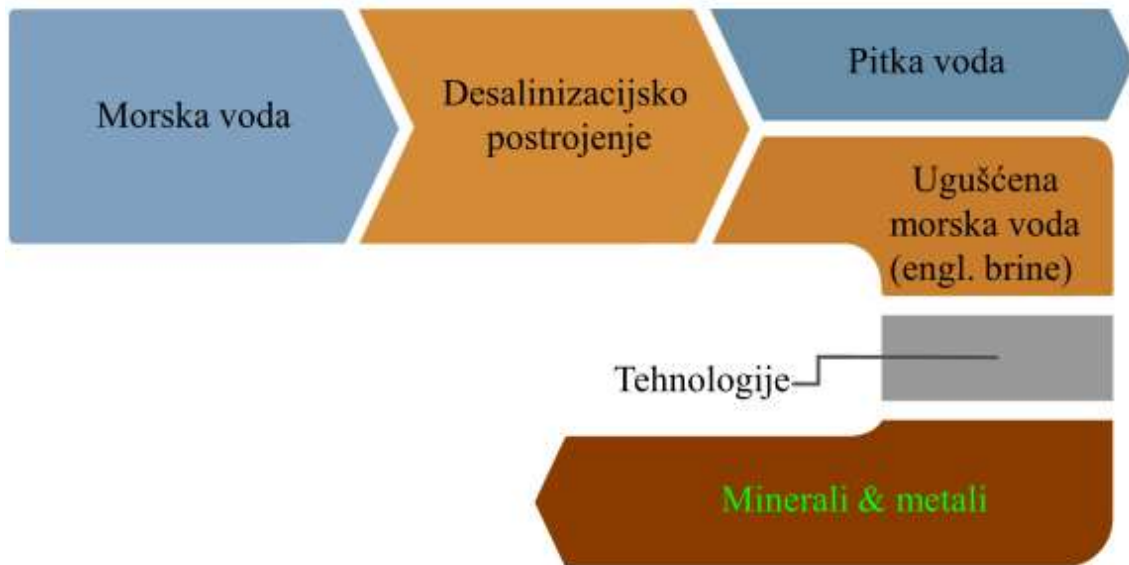 Morska voda
Desalinizacijsko
postrojenje
Pitka voda
Ugušćena
morska voda
(engl. brine)
Tehnologije
Minerali & metali